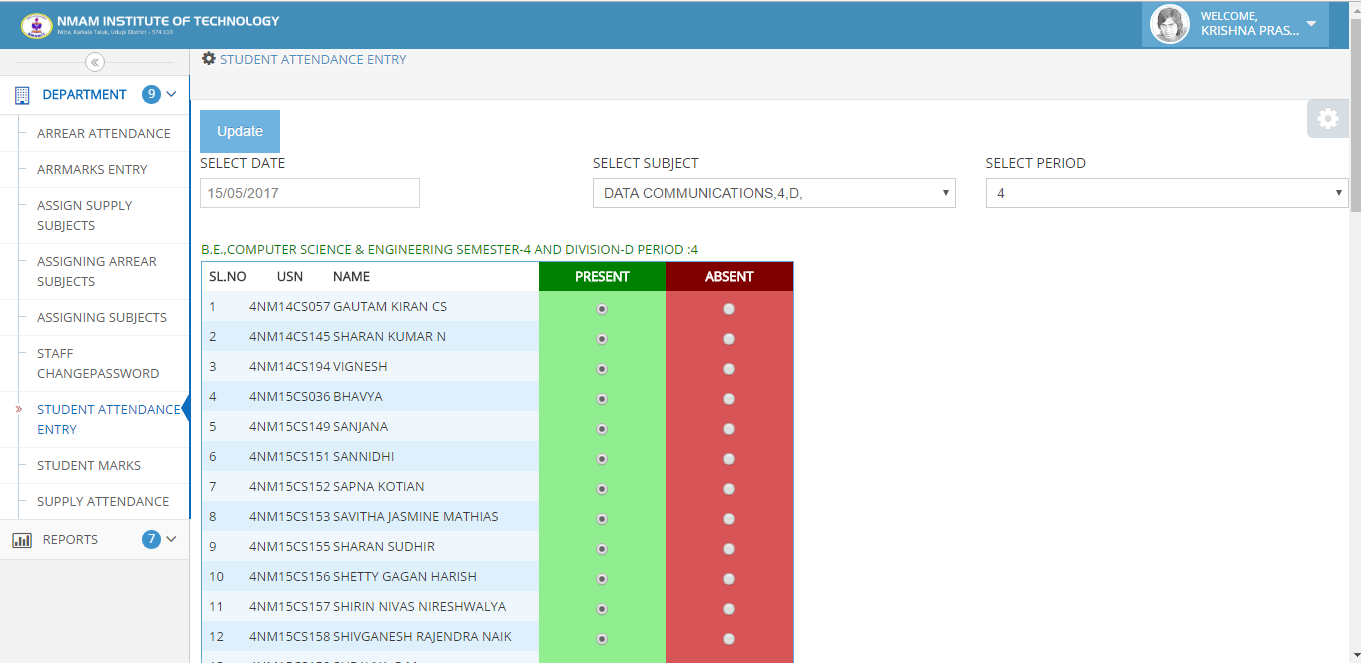 NMAM INSTITUTE OF TECHNOLOGY
Nitte, Karkala Taluk, Udupi District - 574 110
WELCOME,
KRISHNA PRAS...
STUDENT ATTENDANCE ENTRY
DEPARTMENT 9
ARREAR ATTENDANCE
ARRMARKS ENTRY
ASSIGN SUPPLY
SUBJECTS
ASSIGNING ARREAR
SUBJECTS
ASSIGNING SUBJECTS
STAFF
CHANGEPASSWORD
STUDENT ATTENDANCE
ENTRY
STUDENT MARKS
SUPPLY ATTENDANCE
REPORTS 7
Update
SELECT DATE SELECT SUBJECT SELECT PERIOD
15/05/2017 DATA COMMUNICATIONS,4,D, 4
B.E.,COMPUTER SCIENCE & ENGINEERING SEMESTER-4 AND DIVISION-D PERIOD :4
SL.NO USN NAME PRESENT ABSENT
1 4NM14CS057 GAUTAM KIRAN CS
2 4NM14CS145 SHARAN KUMAR N
3 4NM14CS194 VIGNESH
4 4NM15CS036 BHAVYA
5 4NM15CS149 SANJANA
6 4NM15CS151 SANNIDHI
7 4NM15CS152 SAPNA KOTIAN
8 4NM15CS153 SAVITHA JASMINE MATHIAS
9 4NM15CS155 SHARAN SUDHIR
10 4NM15CS156 SHETTY GAGAN HARISH
11 4NM15CS157 SHIRIN NIVAS NIRESHWALYA
12 4NM15CS158 SHIVGANESH RAJENDRA NAIK